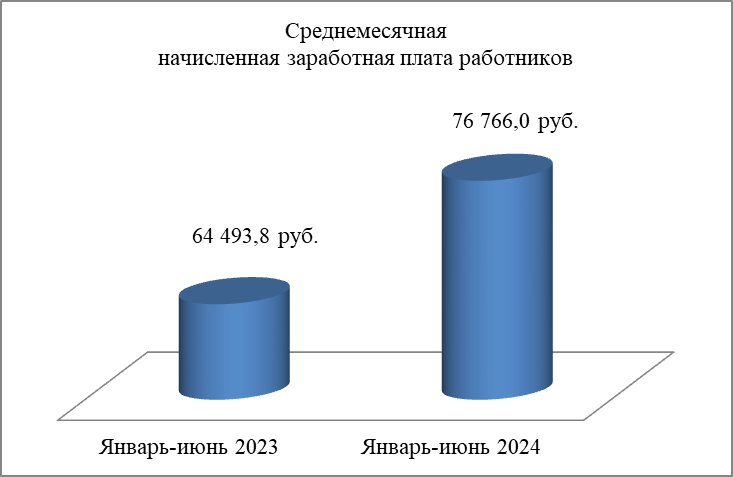 Среднемесячная
начисленная заработная плата работников
76 766,0 руб.
64 493,8 руб.
Январь-июнь 2023
Январь-июнь 2024